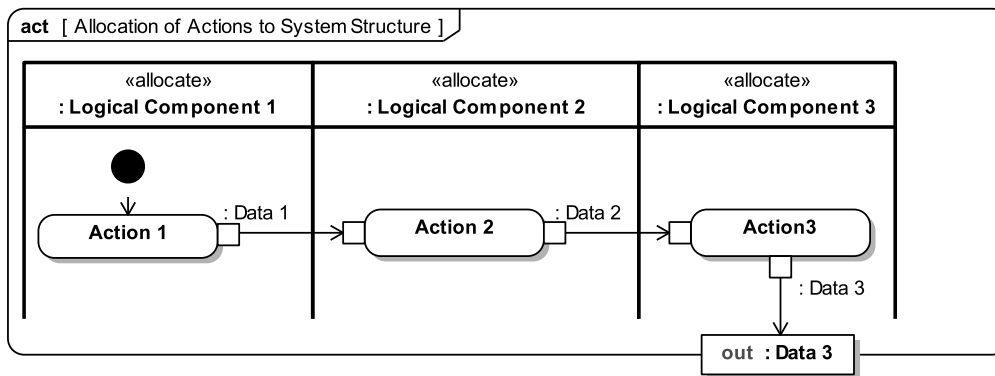 act [ Allocation of Actions to System Structure ]
«allocate»
: Logical Component 1
«allocate»
: Logical Component 2
«allocate»
: Logical Component 3
: Data 1
: Data 2
Action 1
Action 2
Action3
: Data 3
out : Data 3